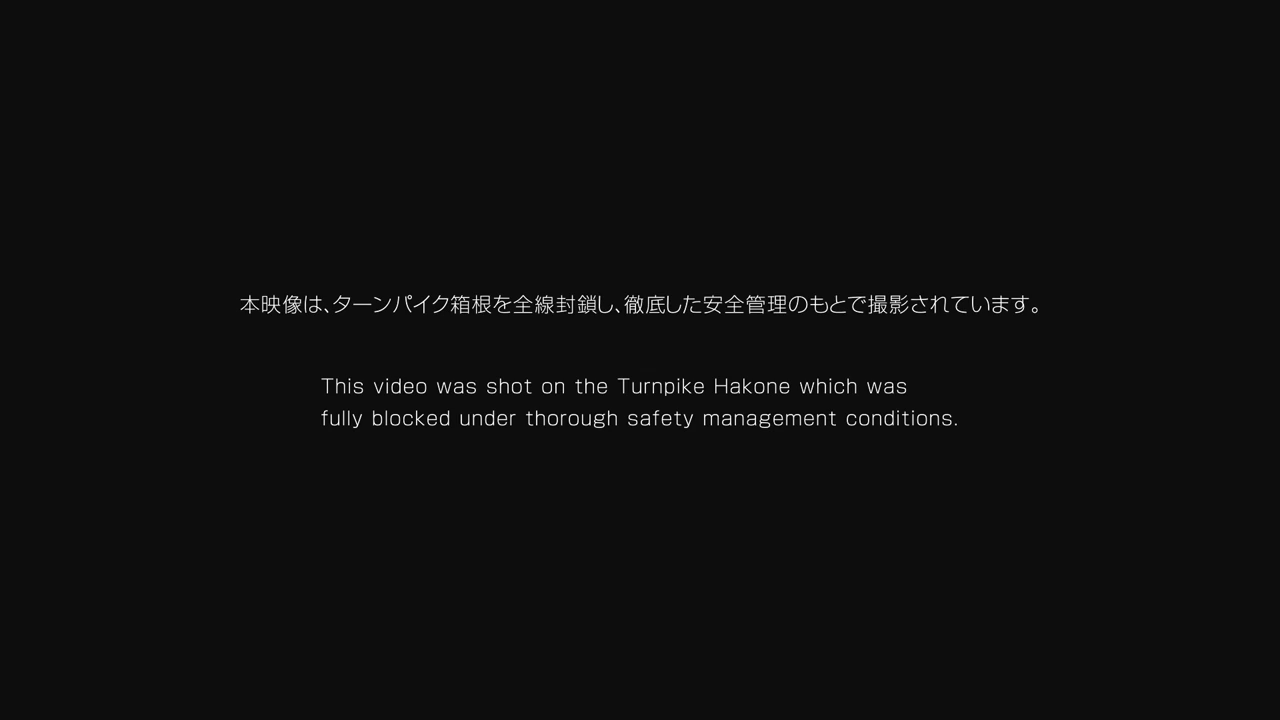 本映像は、ターンパイク箱根を全線封鎖し、徹底した安全管理のもとで撮影されています。
This video was shot on the Turnpike Hakone which was
fully blocked under thorough safety management conditions.